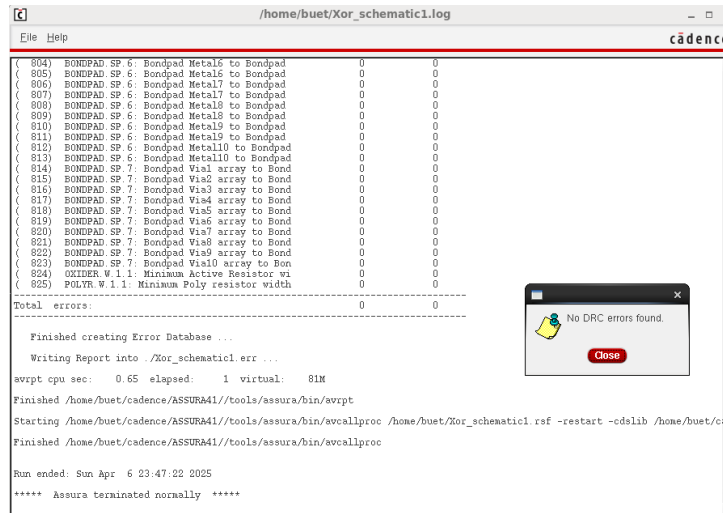 /home/buet/Xor_schematic1.log
File Help
cādence
( 804) BONDPAD.SP.6: Bondpad Metal6 to Bondpad 0 0
( 805) BONDPAD.SP.6: Bondpad Metal6 to Bondpad 0 0
( 806) BONDPAD.SP.6: Bondpad Metal7 to Bondpad 0 0
( 807) BONDPAD.SP.6: Bondpad Metal7 to Bondpad 0 0
( 808) BONDPAD.SP.6: Bondpad Metal8 to Bondpad 0 0
( 809) BONDPAD.SP.6: Bondpad Metal8 to Bondpad 0 0
( 810) BONDPAD.SP.6: Bondpad Metal9 to Bondpad 0 0
( 811) BONDPAD.SP.6: Bondpad Metal9 to Bondpad 0 0
( 812) BONDPAD.SP.6: Bondpad Metal10 to Bondpad 0 0
( 813) BONDPAD.SP.6: Bondpad Metal10 to Bondpad 0 0
( 814) BONDPAD.SP.7: Bondpad Via1 array to Bond 0 0
( 815) BONDPAD.SP.7: Bondpad Via2 array to Bond 0 0
( 816) BONDPAD.SP.7: Bondpad Via3 array to Bond 0 0
( 817) BONDPAD.SP.7: Bondpad Via4 array to Bond 0 0
( 818) BONDPAD.SP.7: Bondpad Via5 array to Bond 0 0
( 819) BONDPAD.SP.7: Bondpad Via6 array to Bond 0 0
( 820) BONDPAD.SP.7: Bondpad Via7 array to Bond 0 0
( 821) BONDPAD.SP.7: Bondpad Via8 array to Bond 0 0
( 822) BONDPAD.SP.7: Bondpad Via9 array to Bond 0 0
( 823) BONDPAD.SP.7: Bondpad Via10 array to Bon 0 0
( 824) OXIDER.W.1.1: Minimum Active Resistor wi 0 0
( 825) POLYR.W.1.1: Minimum Poly resistor width 0 0
Total errors: 0 0
No DRC errors found.
Close
Finished creating Error Database ...
Writing Report into ./Xor_schematic1.err ...
avrpt cpu sec: 0.65 elapsed: 1 virtual: 81M
Finished /home/buet/cadence/ASSURA41//tools/assura/bin/avrpt
Starting /home/buet/cadence/ASSURA41//tools/assura/bin/avcallproc /home/buet/Xor_schematic1.rsf -restart -cdslib /home/buet/ca
Finished /home/buet/cadence/ASSURA41//tools/assura/bin/avcallproc
Run ended: Sun Apr 6 23:47:22 2025
***** Assura terminated normally *****